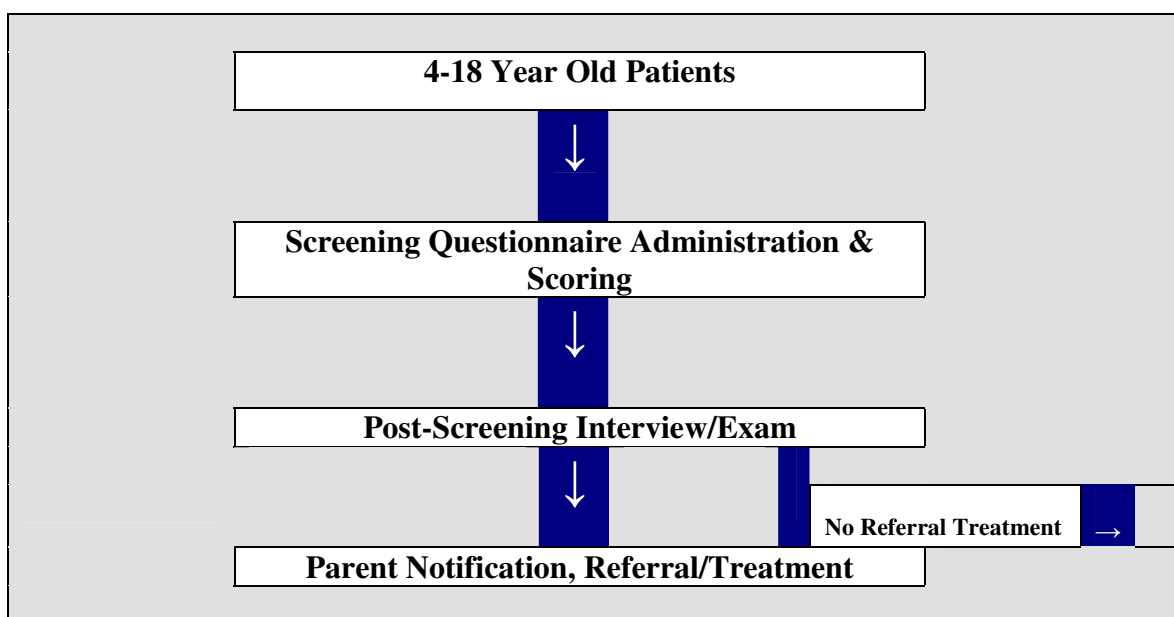 4-18 Year Old Patients
↓
Screening Questionnaire Administration &
Scoring
↓
Post-Screening Interview/Exam
↓
No Referral Treatment →
Parent Notification, Referral/Treatment